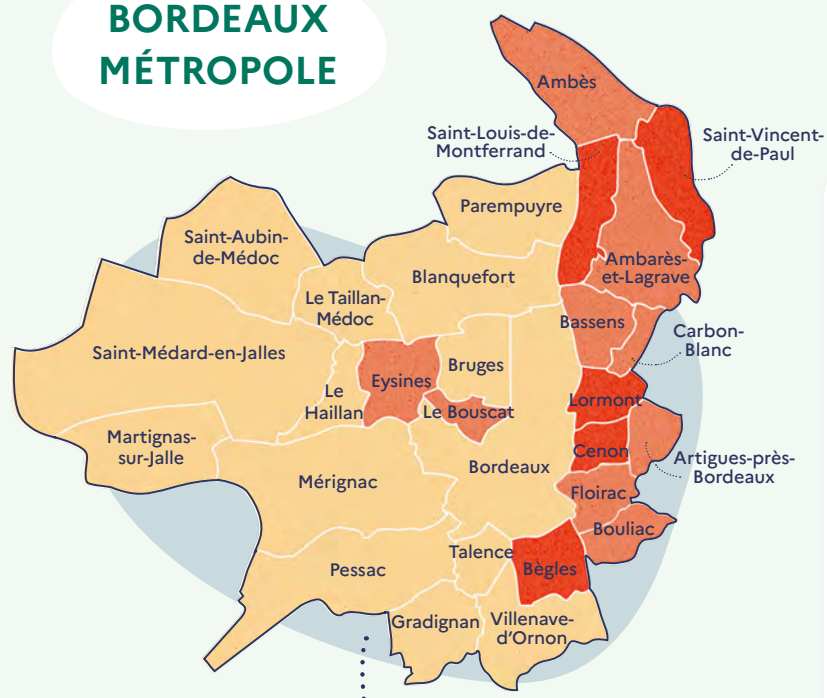 BORDEAUX
MÉTROPOLE
Ambès
Saint-Louis-de-
Montferrand
Saint-Vincent-
de-Paul
Parempuyre
Saint-Aubin-
de-Médoc
Ambarès-
et-Lagrave
Blanquefort
Le Taillan-
Médoc
Bassens
Carbon-
Blanc
Saint-Médard-en-Jalles
Bruges
Eysines
Le
Haillan
Le Bouscat
Lormont
Martignas-
sur-Jalle
Cenon
Artigues-près-
Bordeaux
Bordeaux
Mérignac
Floirac
Bouliac
Talence
Bègles
Pessac
Gradignan
Villenave-
d'Ornon